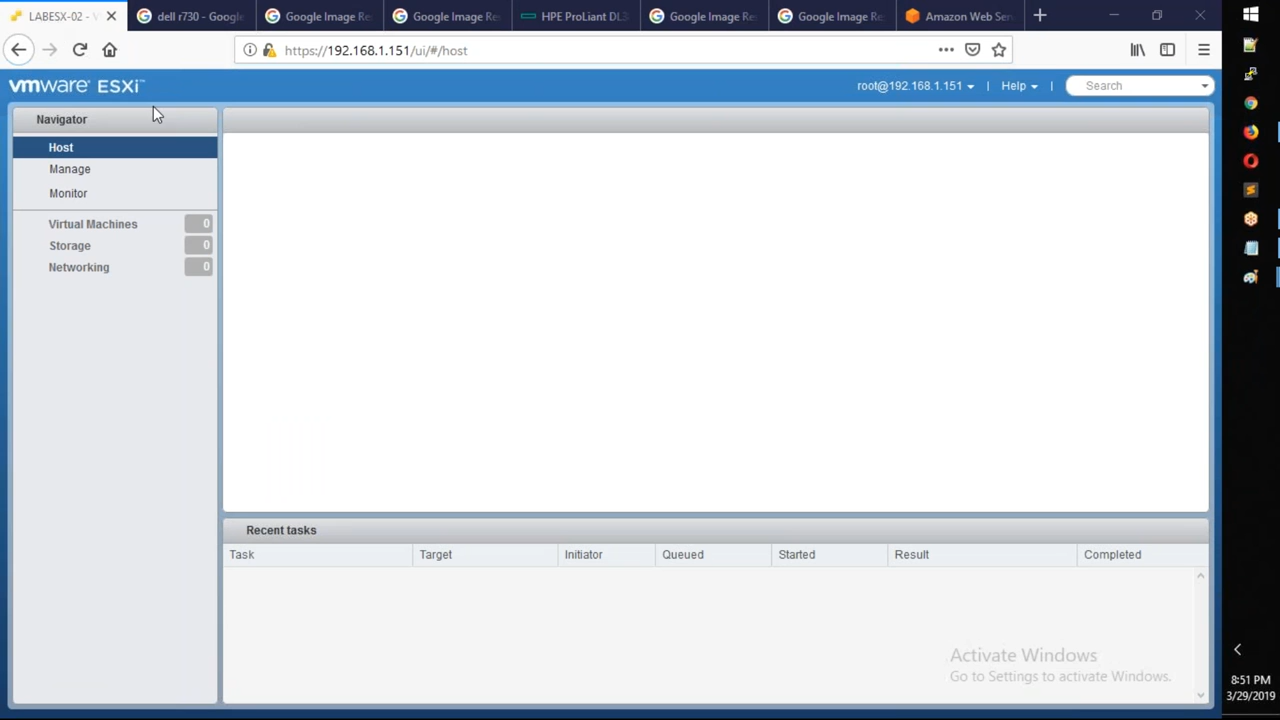 LABESX-02 - V
dell r730 - Google
Google Image Re
Google Image Re
HPE ProLiant DL3
Google Image Re
Google Image Re
Amazon Web Ser
https://192.168.1.151/ui/#/host
vmware ESXi™
root@192.168.1.151 | Help | Search
Navigator
Host
Manage
Monitor
Virtual Machines 0
Storage 0
Networking 0
Recent tasks
Task Target Initiator Queued Started Result Completed
Activate Windows
Go to Settings to activate Windows.
8:51 PM
3/29/2019